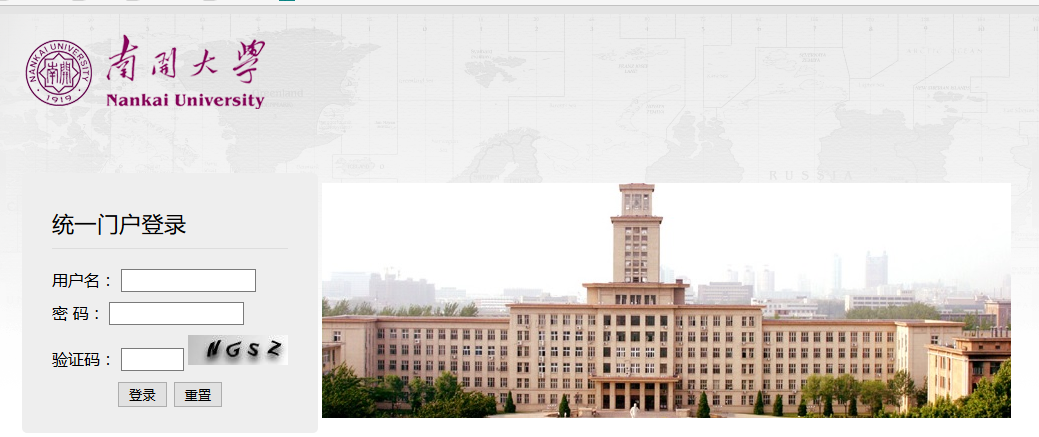 NANKAI UNIVERSITY
南開
1919
南開大學
Nankai University
RUSSIA
统一门户登录
用户名：
密 码：
验证码：
NGSZ
登录 重置